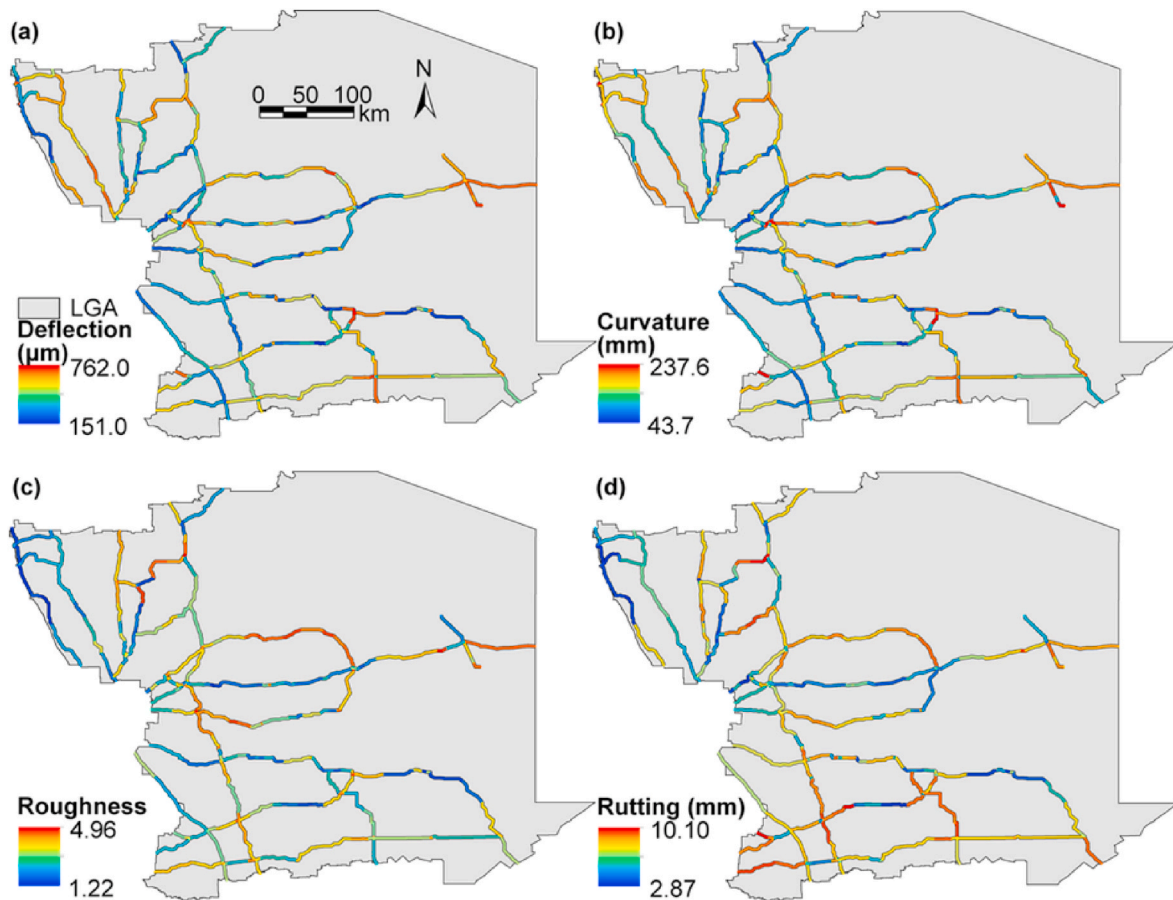 (a)
(b)
N
0 50 100
km
LGA
Deflection
(µm)
762.0
151.0
Curvature
(mm)
237.6
43.7
(c)
(d)
Roughness
4.96
1.22
Rutting (mm)
10.10
2.87